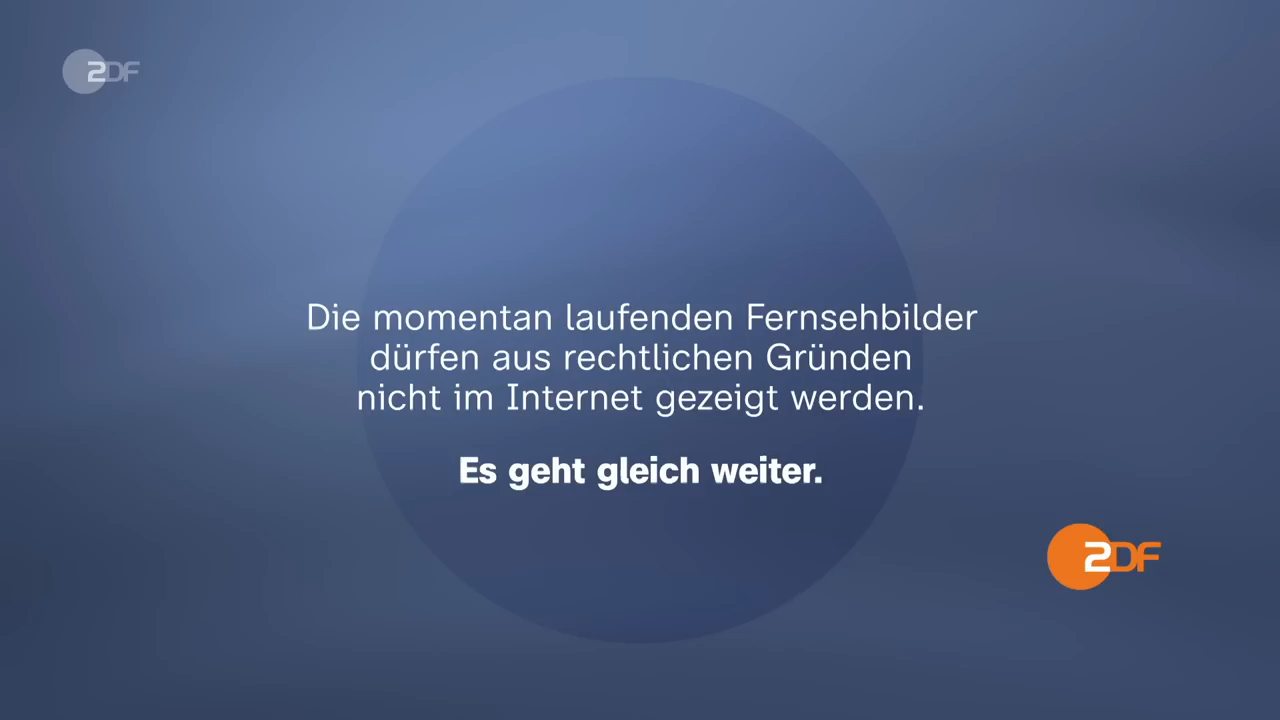 ZDF
Die momentan laufenden Fernsehbilder
dürfen aus rechtlichen Gründen
nicht im Internet gezeigt werden.
Es geht gleich weiter.
ZDF